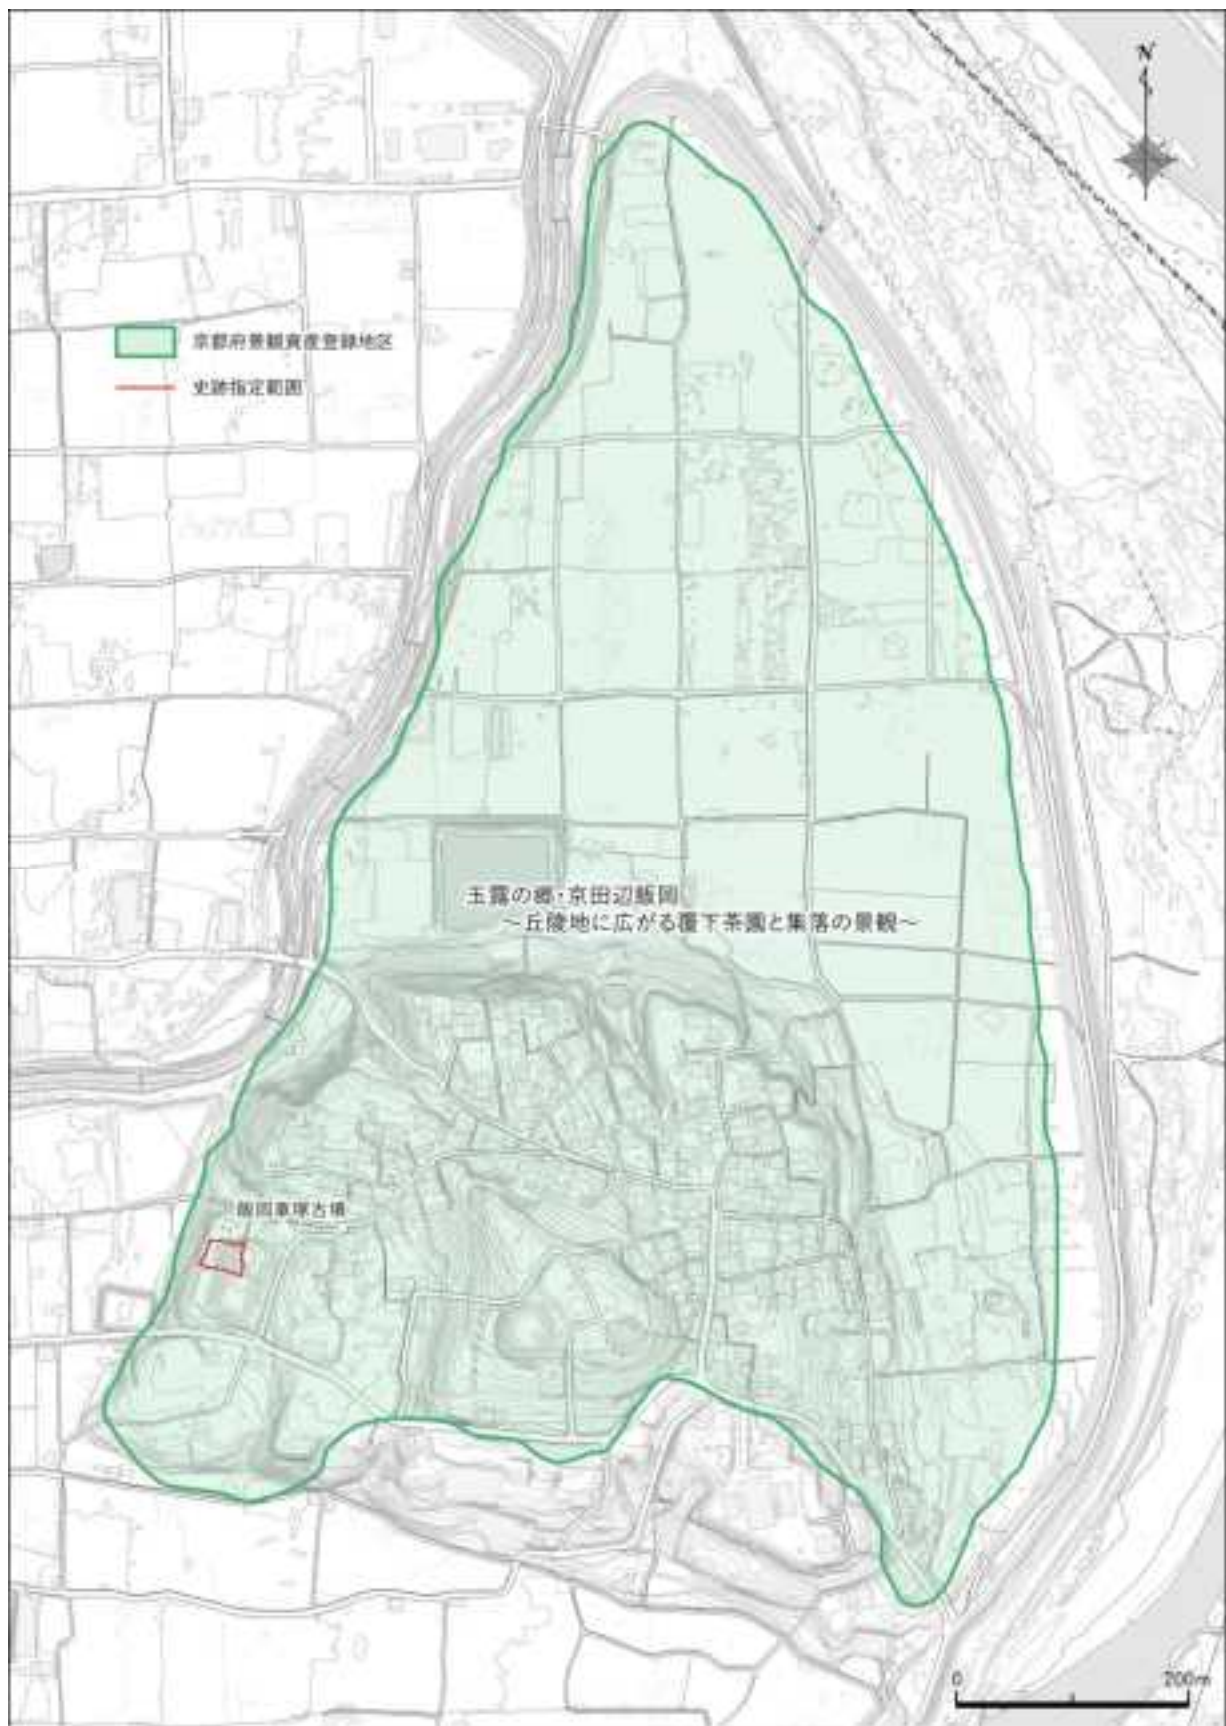 N
京都府景観資産登録地区
史跡指定範囲
玉露の郷・京田辺飯岡
～丘陵地に広がる覆下茶園と集落の景観～
飯岡車塚古墳
0 200m